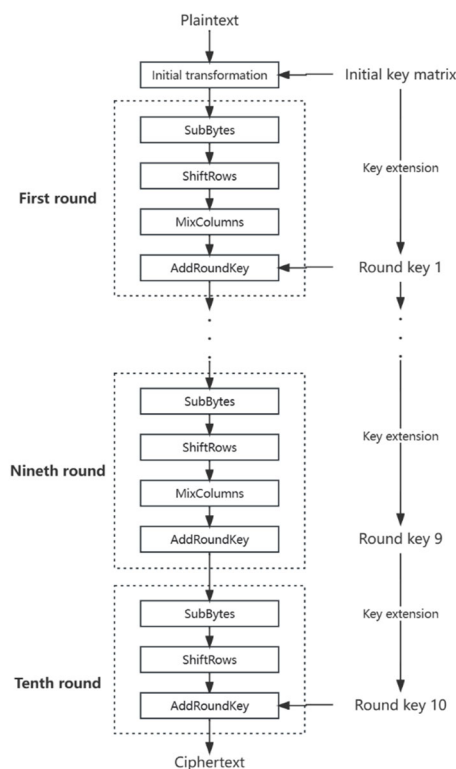 Plaintext
Initial transformation
Initial key matrix
First round
SubBytes
ShiftRows
MixColumns
AddRoundKey
Key extension
Round key 1
Nineth round
SubBytes
ShiftRows
MixColumns
AddRoundKey
Key extension
Round key 9
Tenth round
SubBytes
ShiftRows
AddRoundKey
Key extension
Round key 10
Ciphertext